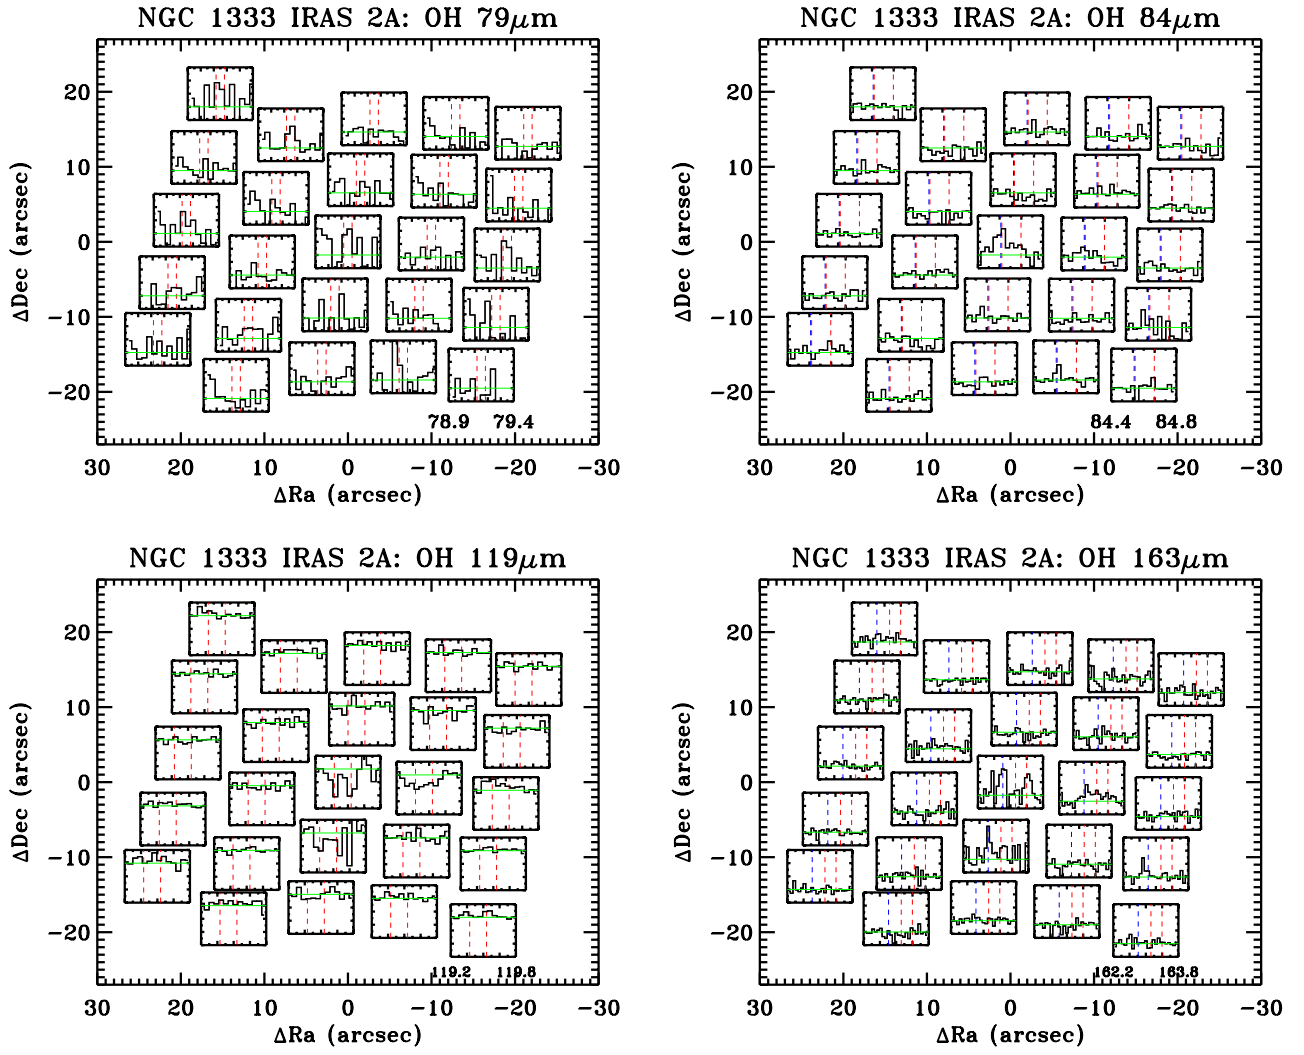 NGC 1333 IRAS 2A: OH 79μm
20
10
0
−10
−20
ΔDec (arcsec)
78.9 79.4
30 20 10 0 −10 −20 −30
ΔRa (arcsec)
NGC 1333 IRAS 2A: OH 84μm
20
10
0
−10
−20
ΔDec (arcsec)
84.4 84.8
30 20 10 0 −10 −20 −30
ΔRa (arcsec)
NGC 1333 IRAS 2A: OH 119μm
20
10
0
−10
−20
ΔDec (arcsec)
119.2 119.8
30 20 10 0 −10 −20 −30
ΔRa (arcsec)
NGC 1333 IRAS 2A: OH 163μm
20
10
0
−10
−20
ΔDec (arcsec)
162.2 163.8
30 20 10 0 −10 −20 −30
ΔRa (arcsec)